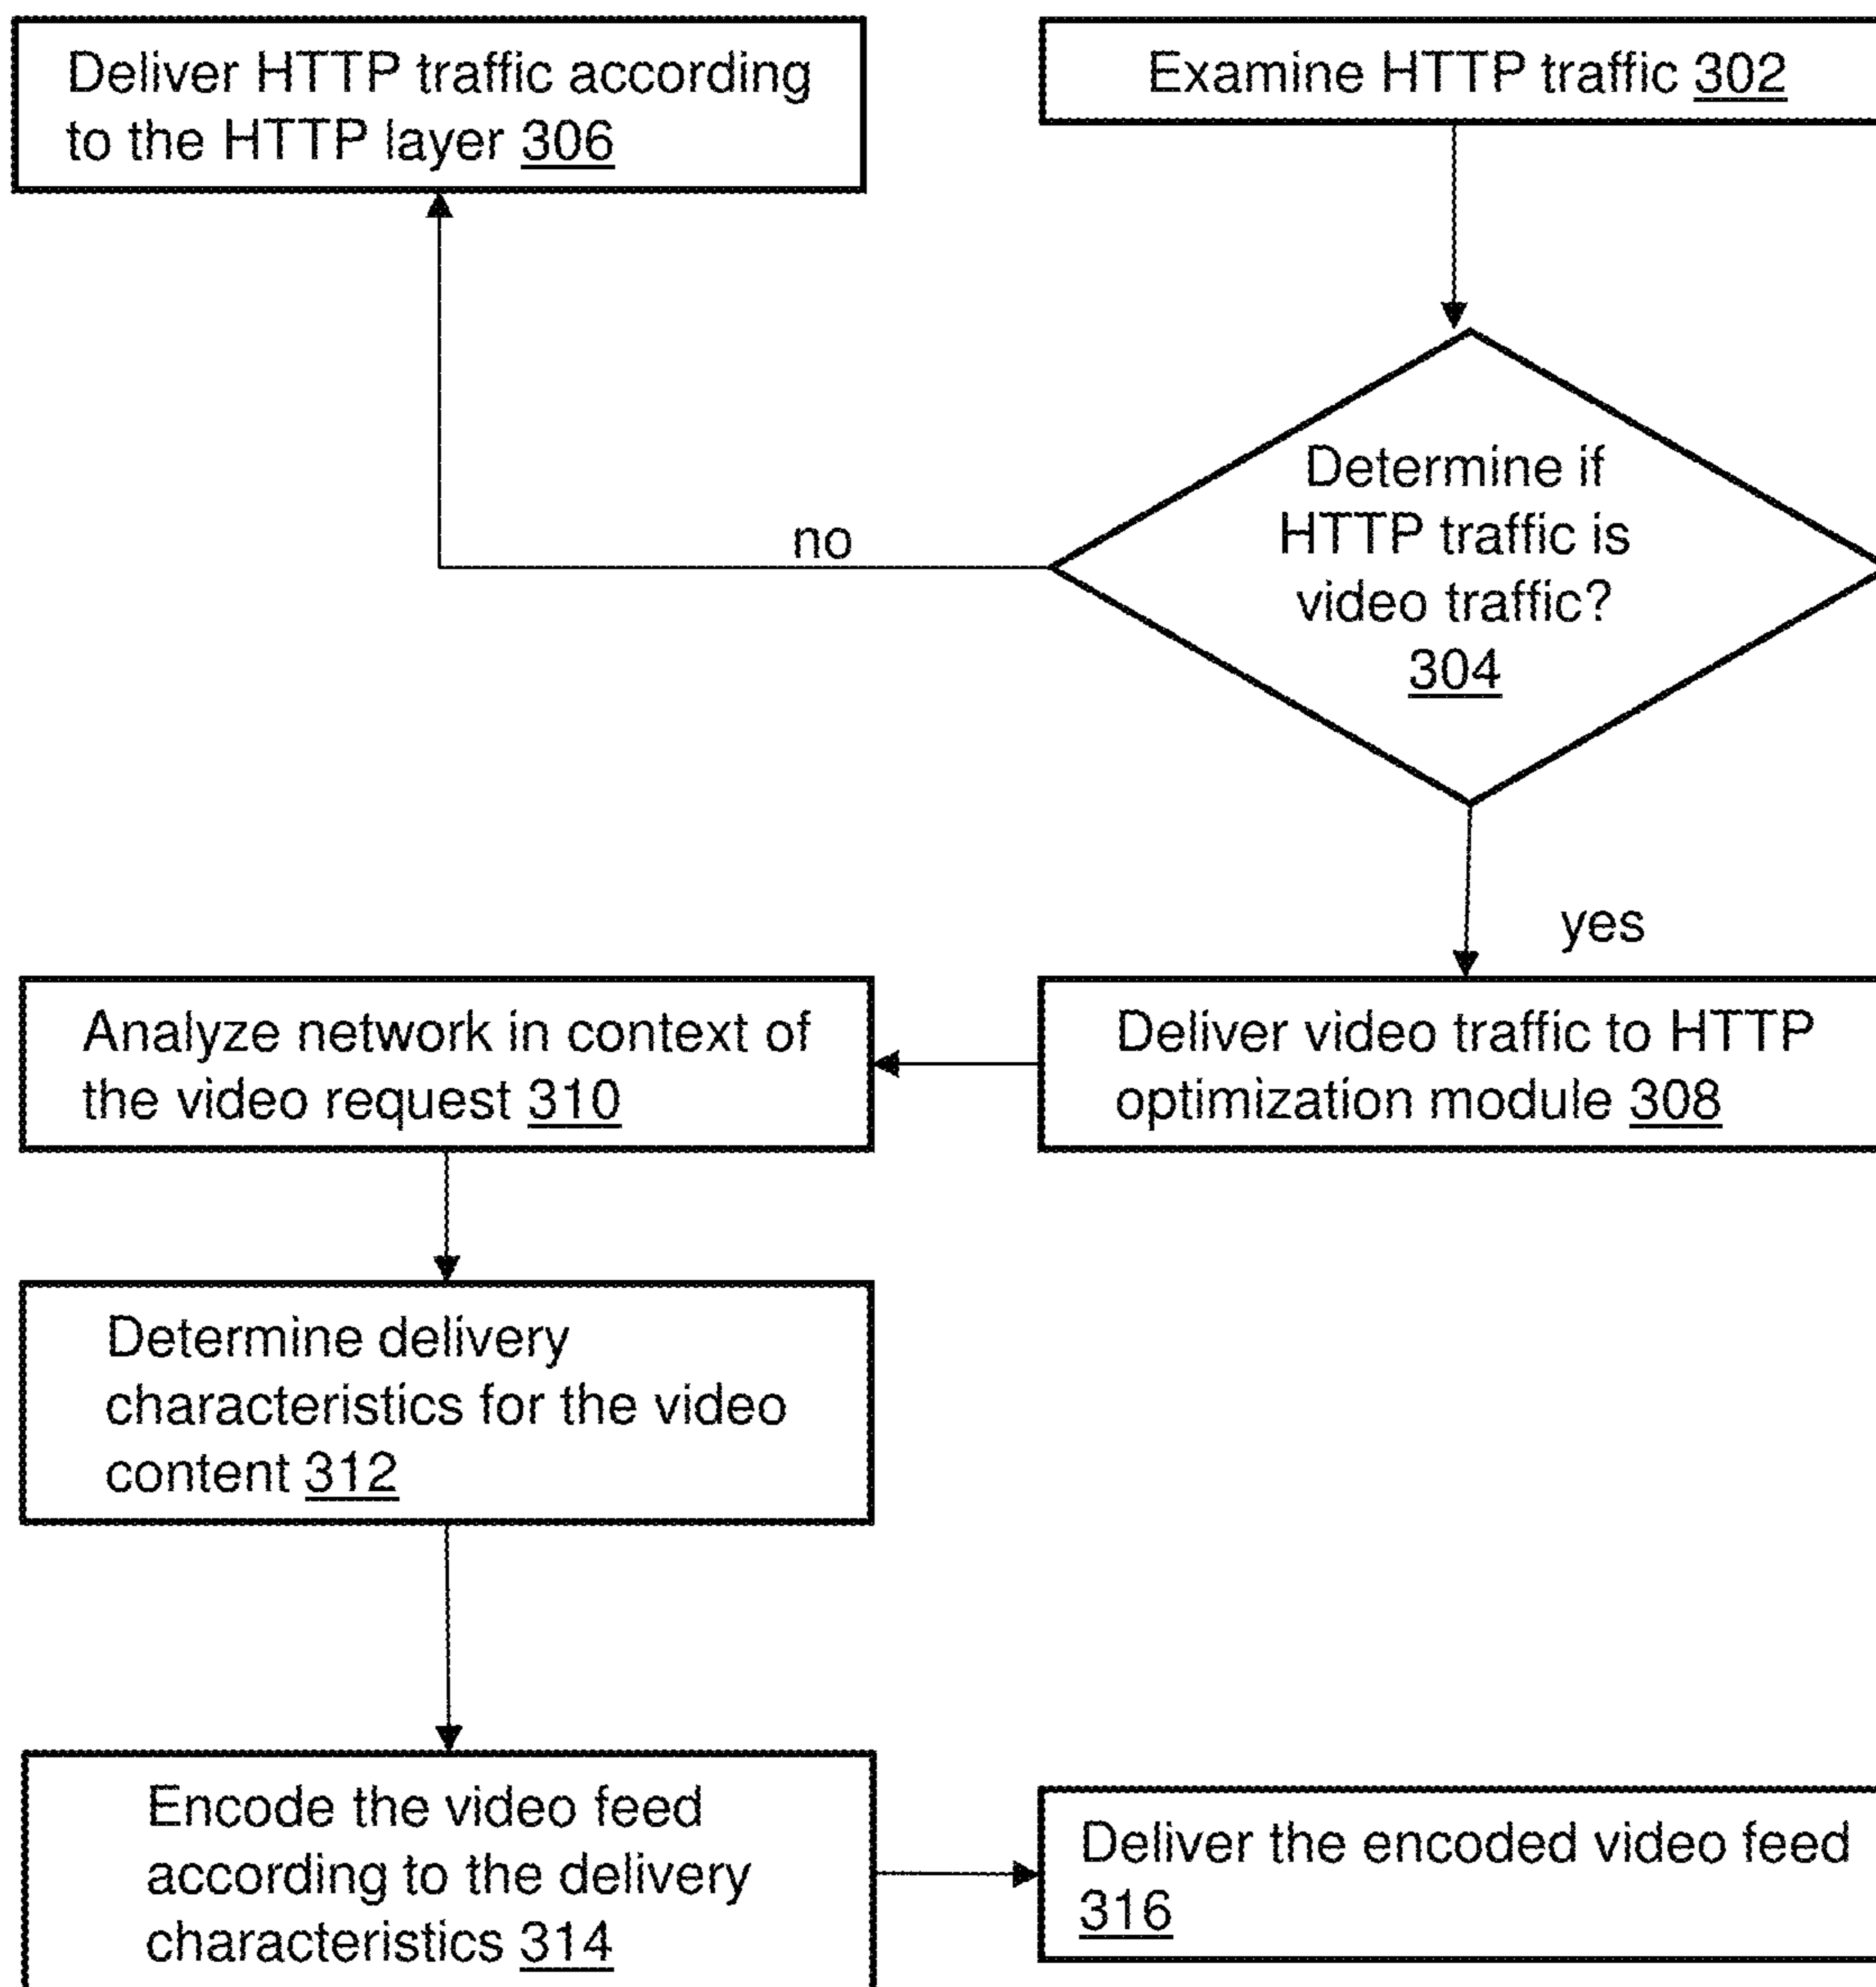 Deliver HTTP traffic according
to the HTTP layer 306
Examine HTTP traffic 302
Determine if
HTTP traffic is
video traffic?
304
no
yes
Deliver video traffic to HTTP
optimization module 308
Analyze network in context of
the video request 310
Determine delivery
characteristics for the video
content 312
Encode the video feed
according to the delivery
characteristics 314
Deliver the encoded video feed
316